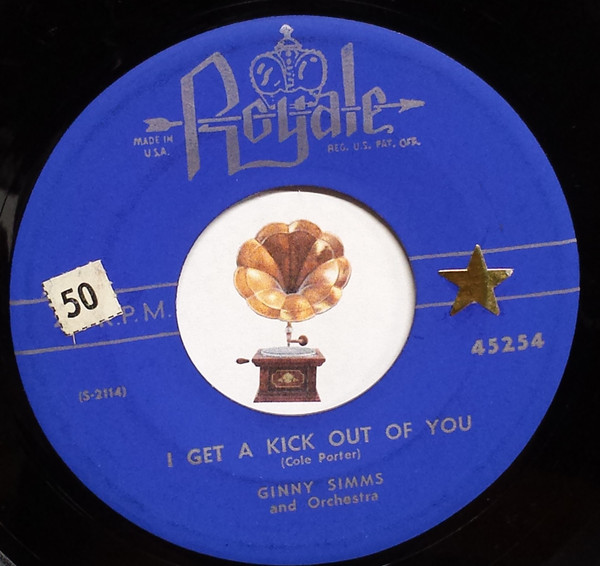 Royale
MADE IN
U.S.A.
REG. U.S. PAT. OFF.
50
R.P.M.
45254
(S-2114)
I GET A KICK OUT OF YOU
(Cole Porter)
GINNY SIMMS
and Orchestra